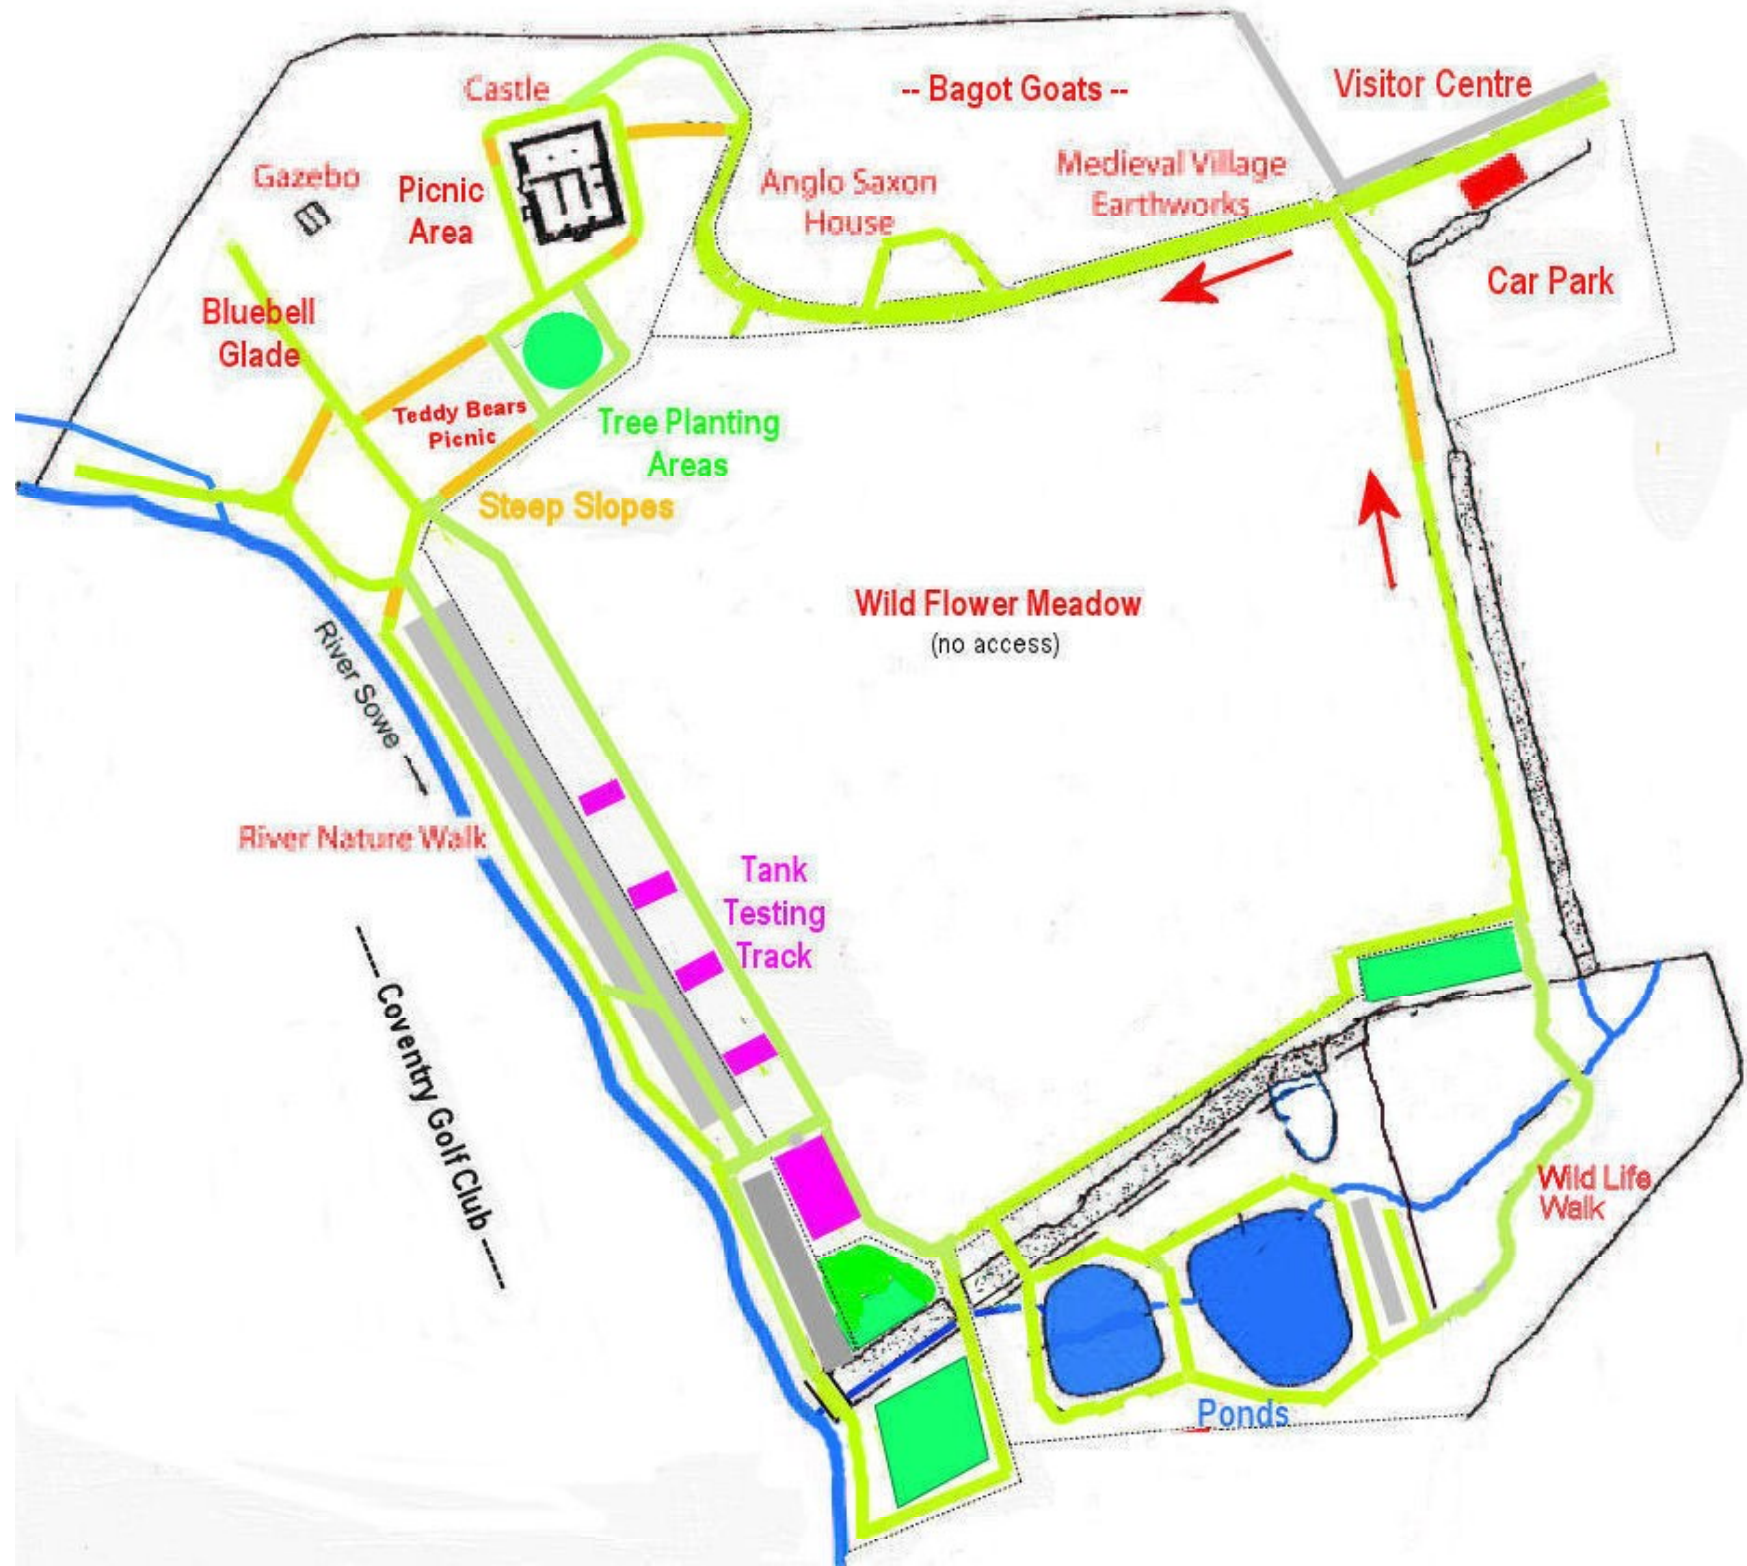 Castle
-- Bagot Goats --
Visitor Centre
Gazebo
Picnic
Area
Anglo Saxon
House
Medieval Village
Earthworks
Car Park
Bluebell
Glade
Teddy Bears
Picnic
Tree Planting
Areas
Steep Slopes
Wild Flower Meadow
(no access)
River Sowe
River Nature Walk
Tank
Testing
Track
---- Coventry Golf Club ----
Wild Life
Walk
Ponds